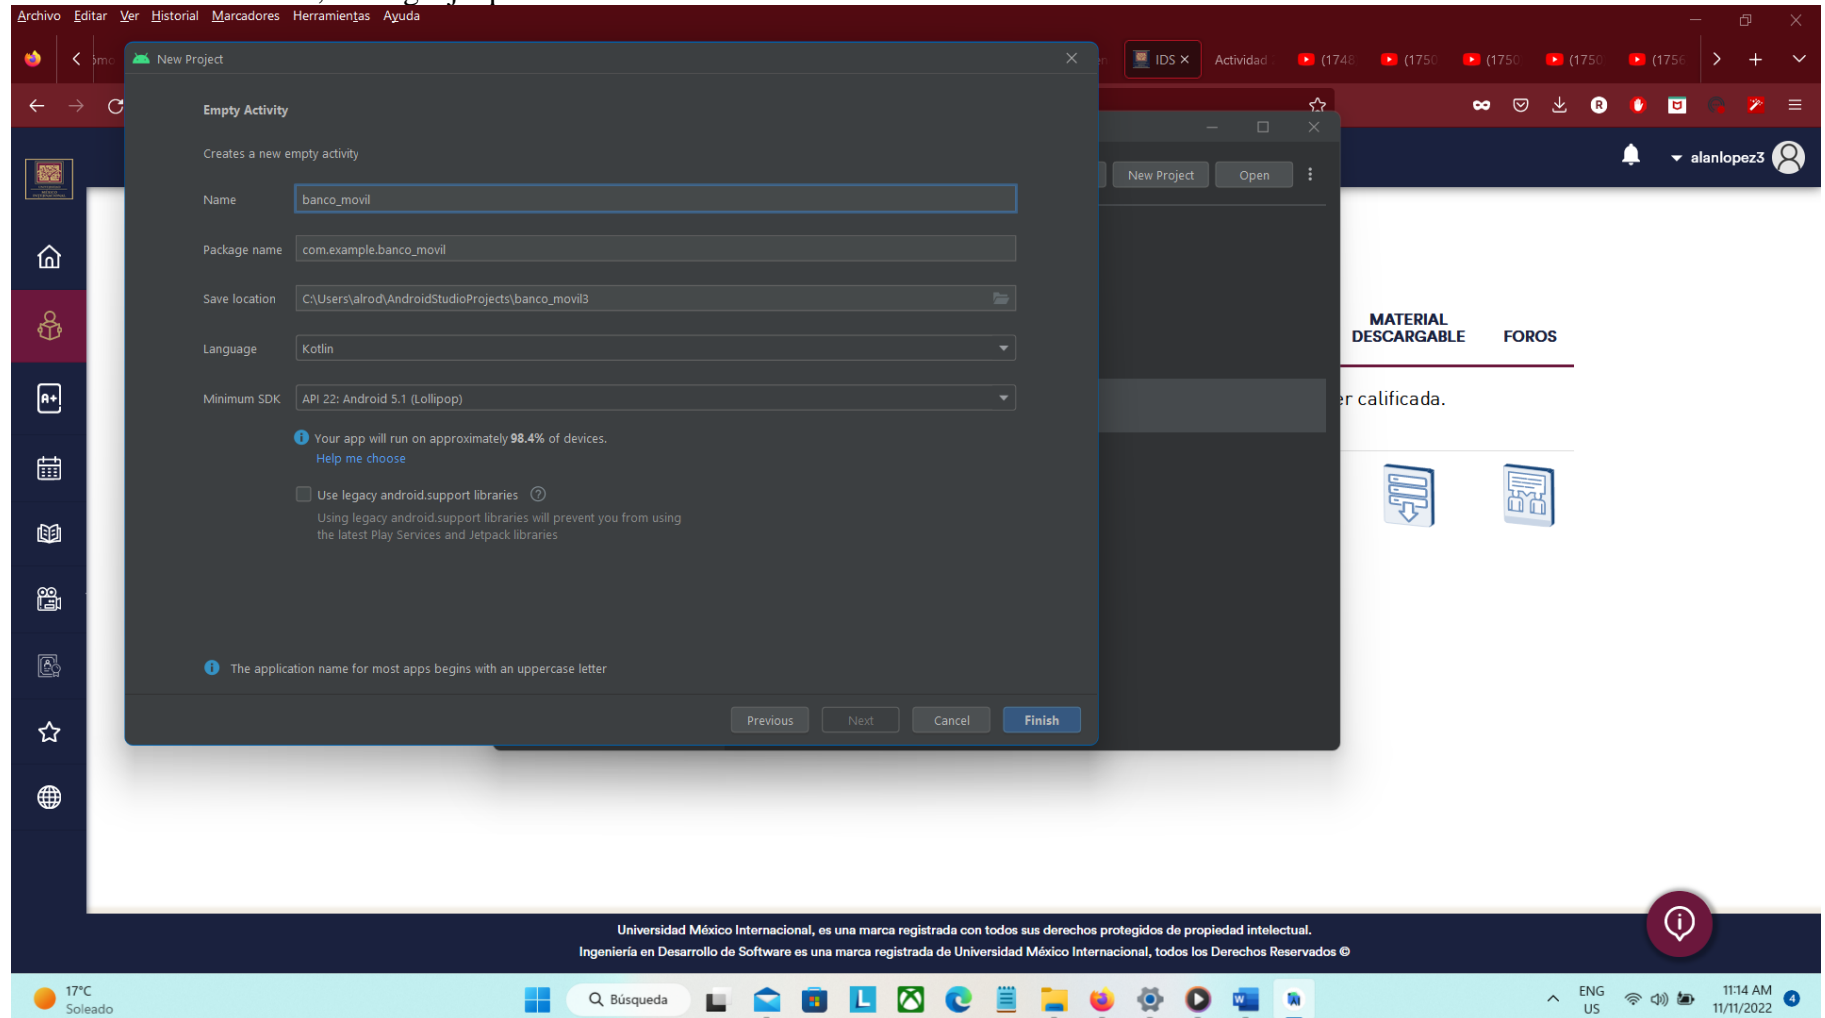 Archivo Editar Ver Historial Marcadores Herramientas Ayuda
New Project
IDS
Actividad
(1748
(1750
(1750
(1750
(1756
Empty Activity
Creates a new empty activity
Name
banco_movil
Package name
com.example.banco_movil
Save location
C:\Users\alrod\AndroidStudioProjects\banco_movil3
Language
Kotlin
Minimum SDK
API 22: Android 5.1 (Lollipop)
Your app will run on approximately 98.4% of devices.
Help me choose
Use legacy android.support libraries
Using legacy android.support libraries will prevent you from using
the latest Play Services and Jetpack libraries
The application name for most apps begins with an uppercase letter
Previous
Next
Cancel
Finish
New Project
Open
alanlopez3
MATERIAL
DESCARGABLE
FOROS
er calificada.
Universidad México Internacional, es una marca registrada con todos sus derechos protegidos de propiedad intelectual.
Ingeniería en Desarrollo de Software es una marca registrada de Universidad México Internacional, todos los Derechos Reservados ©
17°C
Soleado
Búsqueda
ENG
US
11:14 AM
11/11/2022
4